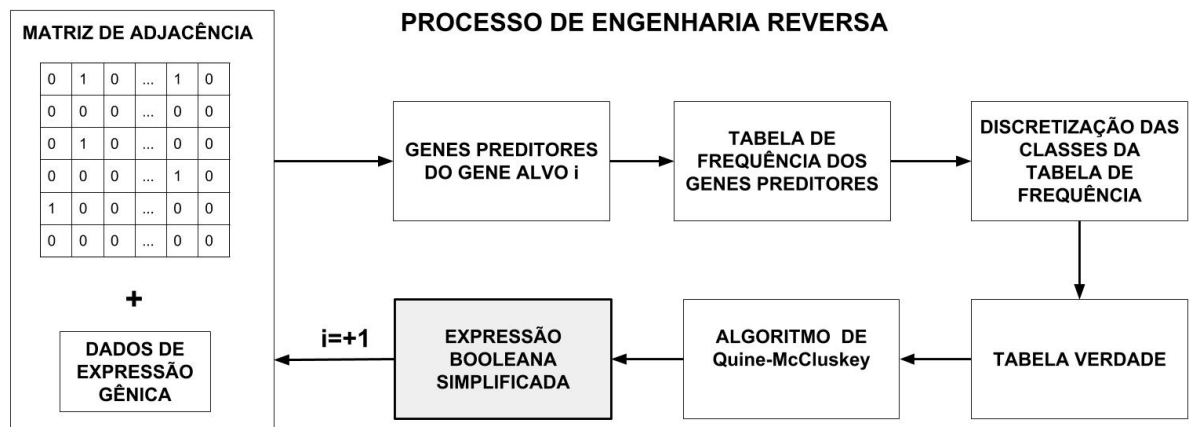 PROCESSO DE ENGENHARIA REVERSA
MATRIZ DE ADJACÊNCIA
0 1 0 ... 1 0
0 0 0 ... 0 0
0 1 0 ... 0 0
0 0 0 ... 1 0
1 0 0 ... 0 0
0 0 0 ... 0 0
+
DADOS DE
EXPRESSÃO
GÊNICA
GENES PREDITORES
DO GENE ALVO i
TABELA DE
FREQUÊNCIA DOS
GENES PREDITORES
DISCRETIZAÇÃO DAS
CLASSES DA
TABELA DE
FREQUÊNCIA
TABELA VERDADE
ALGORITMO DE
Quine-McCluskey
EXPRESSÃO
BOOLEANA
SIMPLIFICADA
i=+1